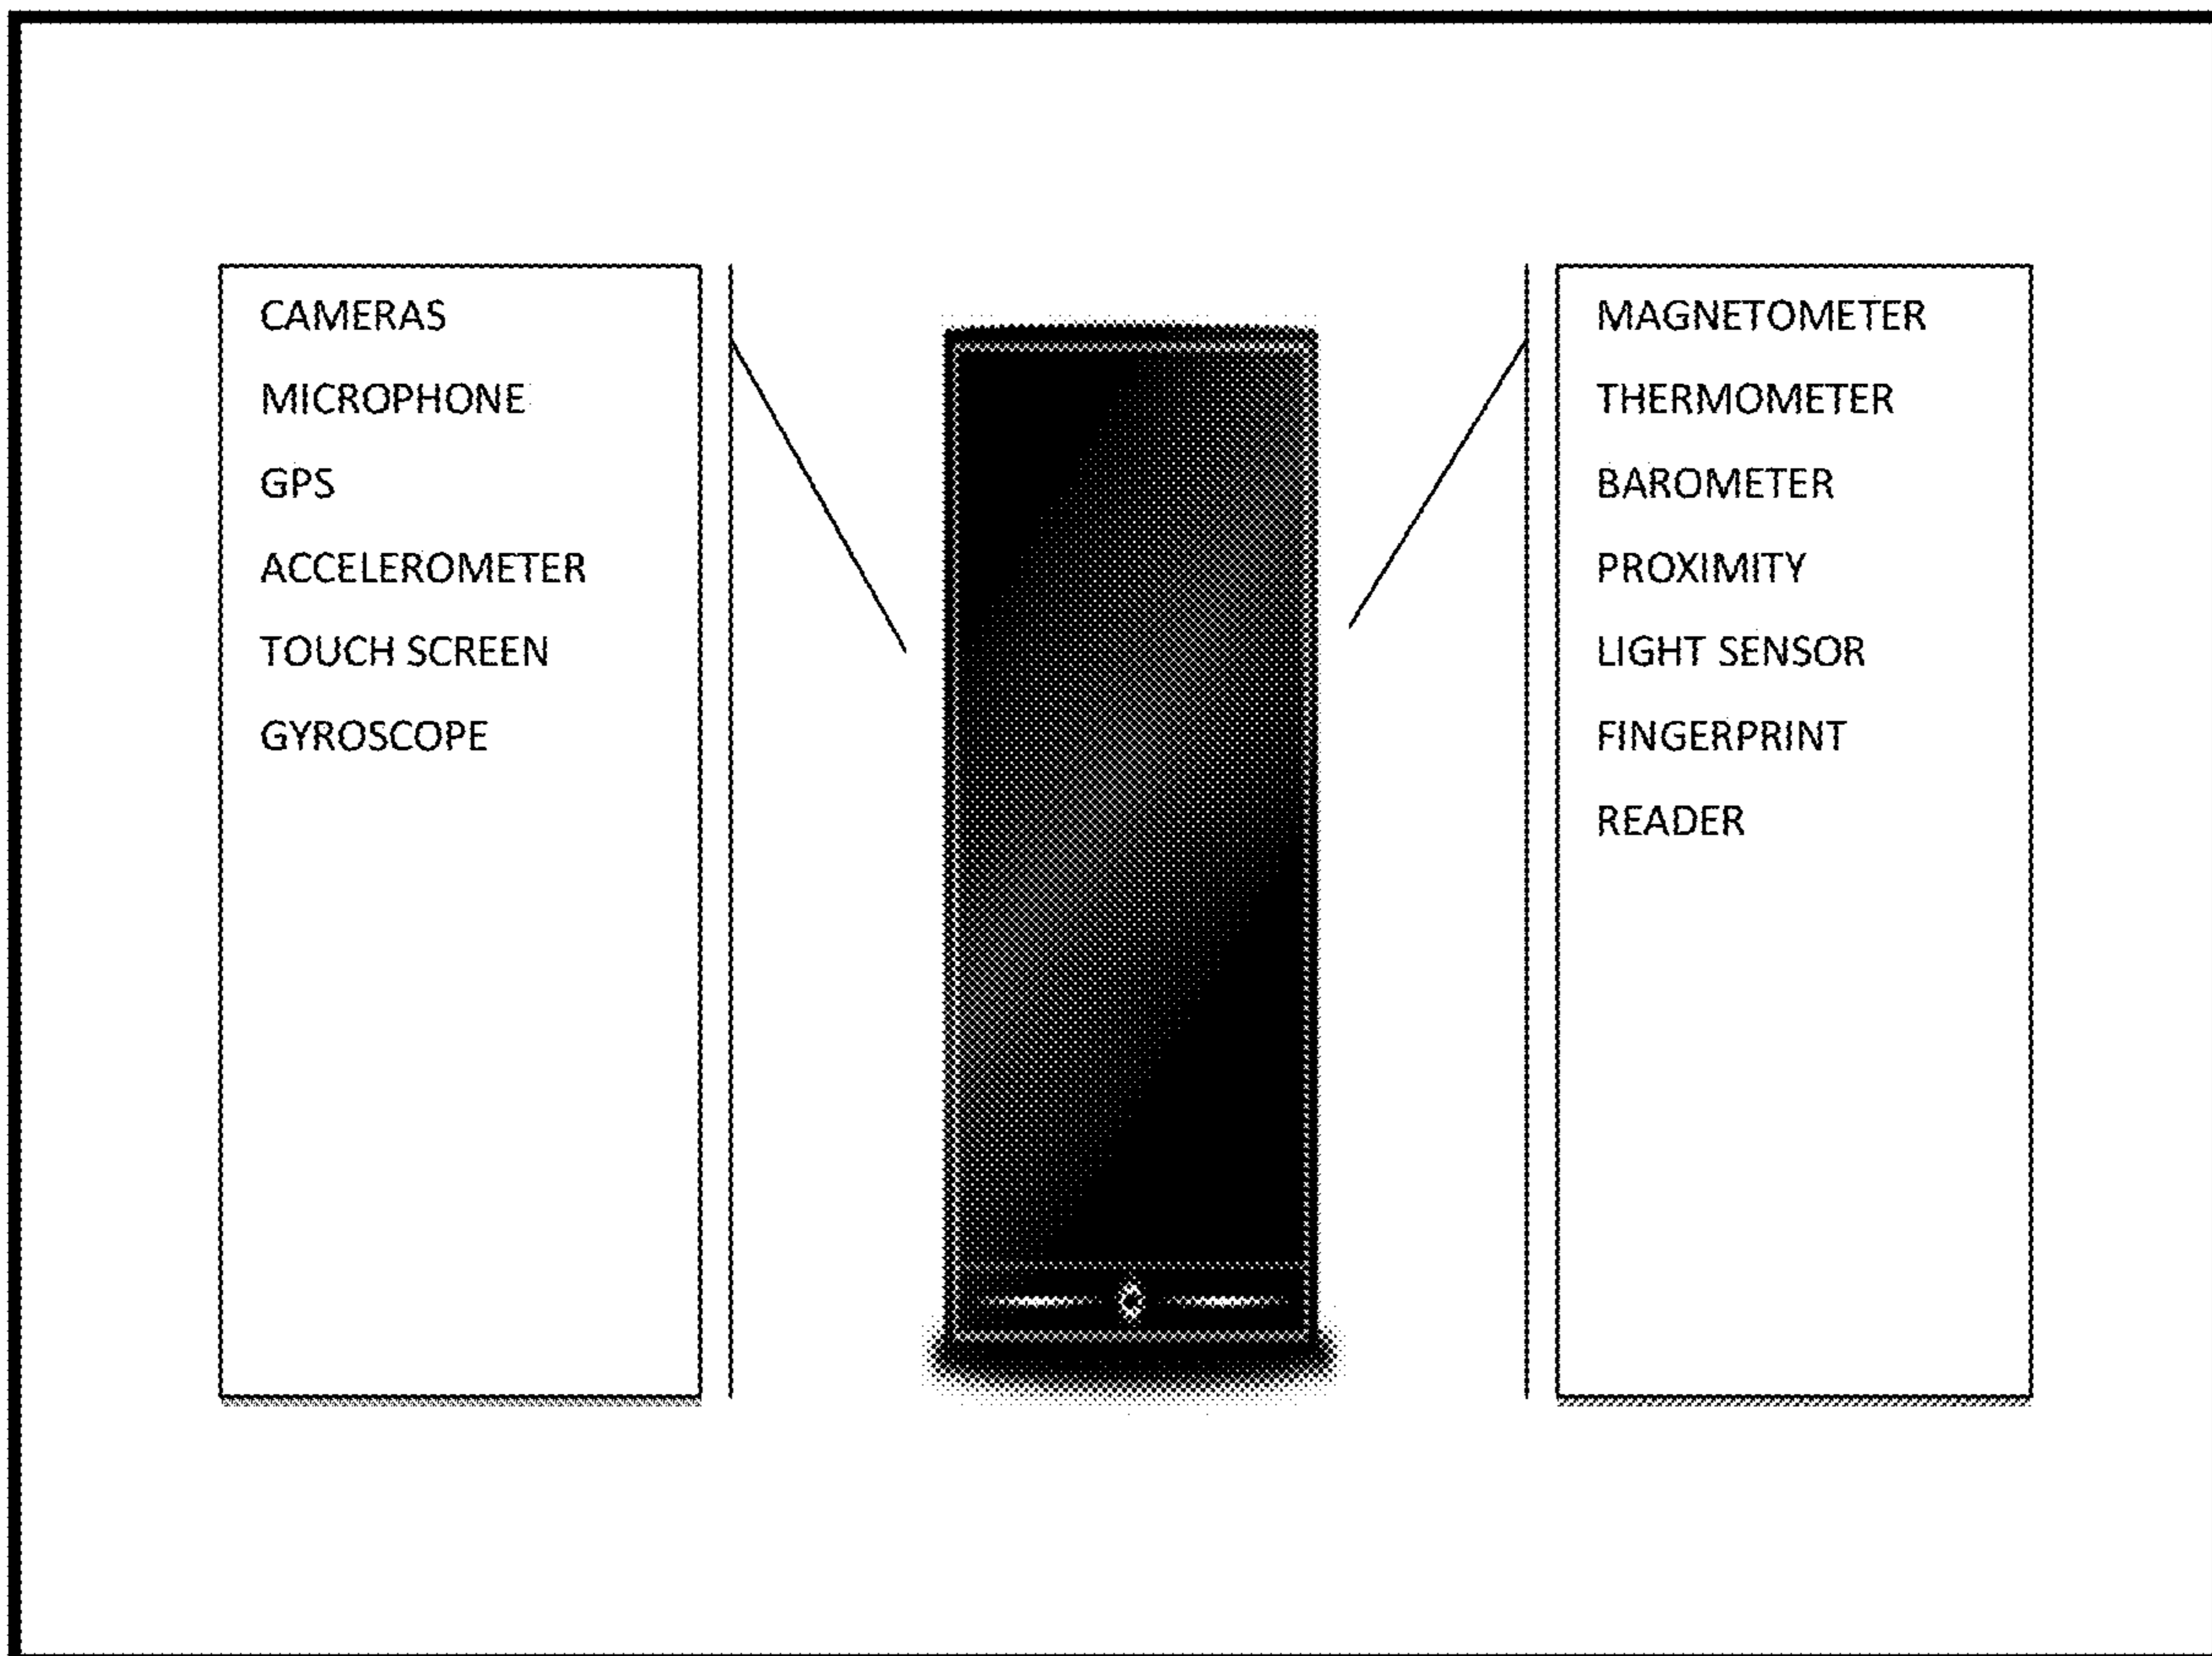 CAMERAS
MICROPHONE
GPS
ACCELEROMETER
TOUCH SCREEN
GYROSCOPE
MAGNETOMETER
THERMOMETER
BAROMETER
PROXIMITY
LIGHT SENSOR
FINGERPRINT
READER